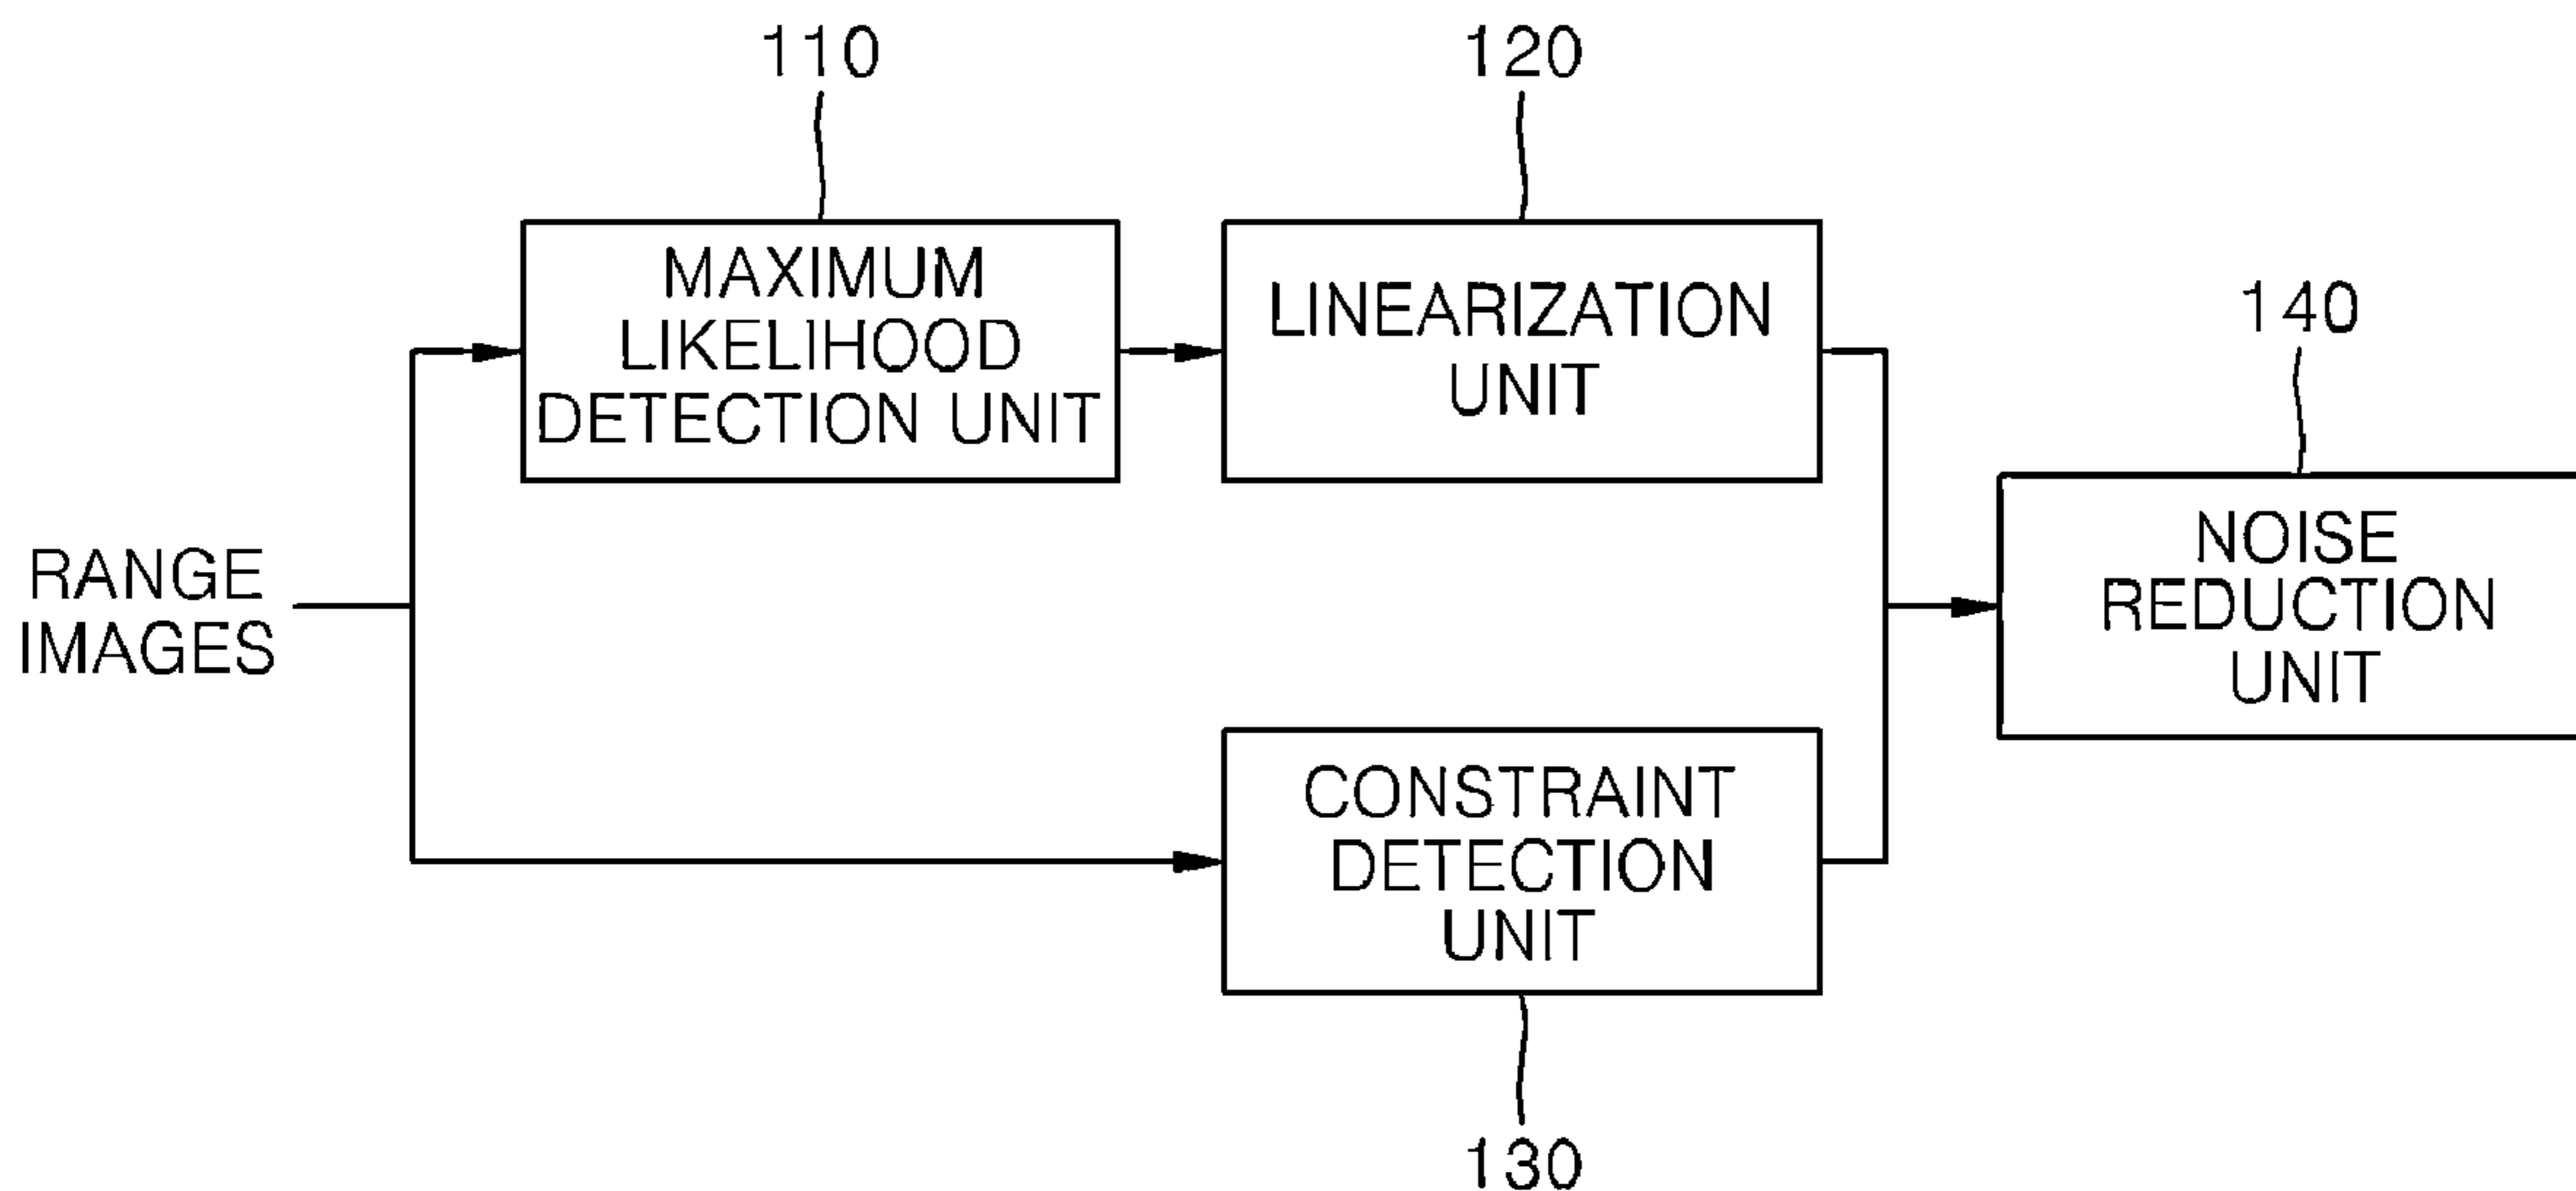 110
120
MAXIMUM
LIKELIHOOD
DETECTION UNIT
LINEARIZATION
UNIT
140
NOISE
REDUCTION
UNIT
RANGE
IMAGES
CONSTRAINT
DETECTION
UNIT
130